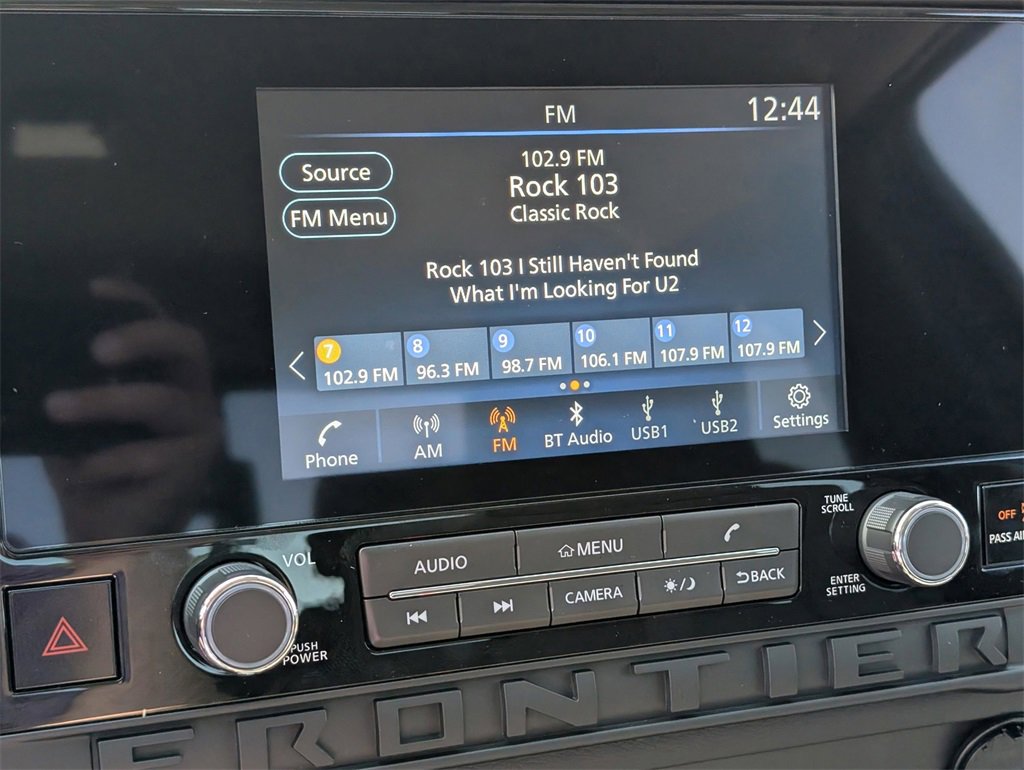 FM
12:44
Source
FM Menu
102.9 FM
Rock 103
Classic Rock
Rock 103 I Still Haven't Found
What I'm Looking For U2
7 8 9 10 11 12
102.9 FM 96.3 FM 98.7 FM 106.1 FM 107.9 FM 107.9 FM
Phone AM FM BT Audio USB1 USB2 Settings
VOL
PUSH
POWER
AUDIO
MENU
CAMERA
BACK
TUNE
SCROLL
ENTER
SETTING
OFF
PASS
FRONTIER